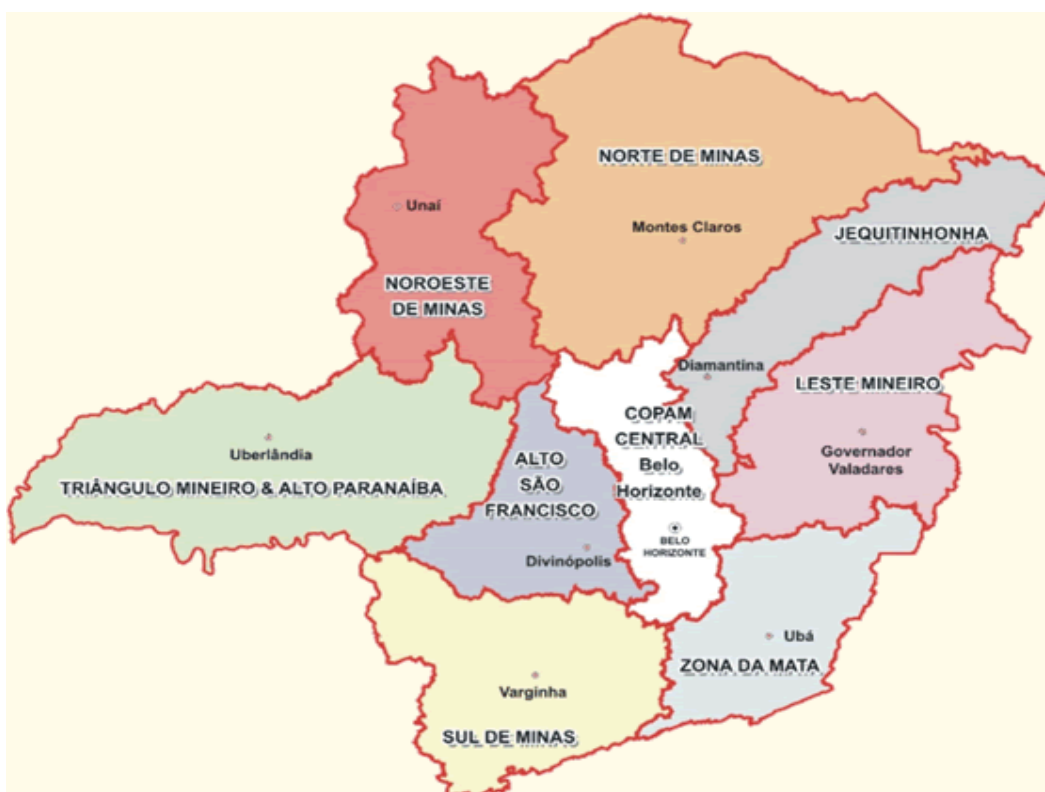 NORTE DE MINAS
Unaí
Montes Claros
JEQUITINHONHA
NOROESTE
DE MINAS
Diamantina
LESTE MINEIRO
COPAM
CENTRAL
Belo
Horizonte
Uberlândia
TRIÂNGULO MINEIRO & ALTO PARANAÍBA
ALTO
SÃO
FRANCISCO
Governador
Valadares
BELO
HORIZONTE
Divinópolis
Ubá
ZONA DA MATA
Varginha
SUL DE MINAS